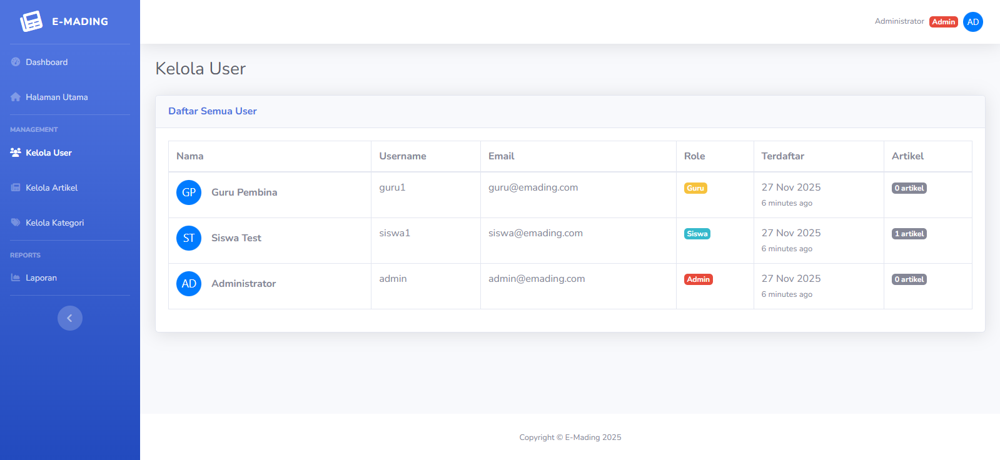 E-MADING
Administrator Admin AD
Dashboard
Halaman Utama
MANAGEMENT
Kelola User
Kelola Artikel
Kelola Kategori
REPORTS
Laporan
Kelola User
Daftar Semua User
Nama Username Email Role Terdaftar Artikel
GP Guru Pembina guru1 guru@emading.com Guru 27 Nov 2025 0 artikel
6 minutes ago
ST Siswa Test siswa1 siswa@emading.com Siswa 27 Nov 2025 1 artikel
6 minutes ago
AD Administrator admin admin@emading.com Admin 27 Nov 2025 0 artikel
6 minutes ago
Copyright © E-Mading 2025